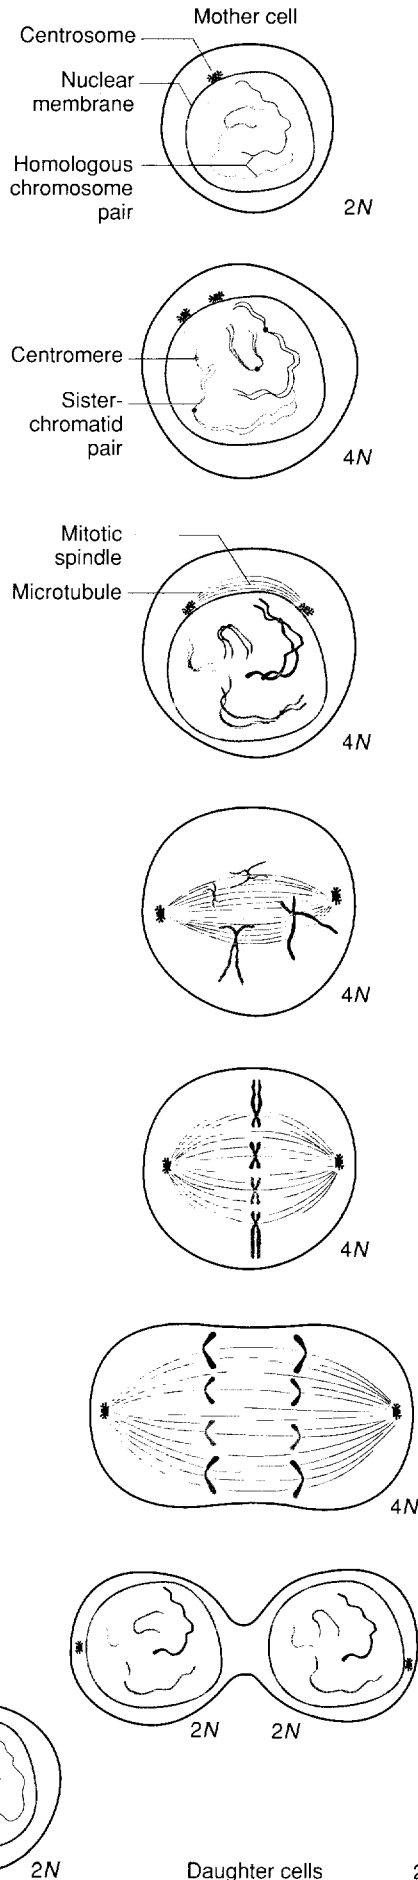 Mother cell
Centrosome
Nuclear
membrane
Homologous
chromosome
pair
2N
Centromere
Sister-
chromatid
pair
4N
Mitotic
spindle
Microtubule
4N
4N
4N
4N
2N 2N
2N
Daughter cells
2